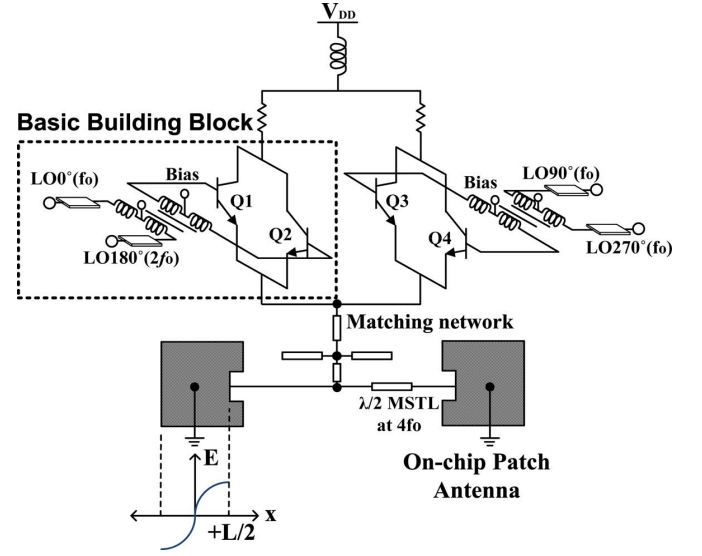 V_DD
Basic Building Block
LO0˚(fo)
Bias
Q1
Q2
LO180˚(2fo)
Q3
Bias
Q4
LO90˚(fo)
LO270˚(fo)
Matching network
λ/2 MSTL
at 4fo
On-chip Patch
Antenna
E
x
+L/2